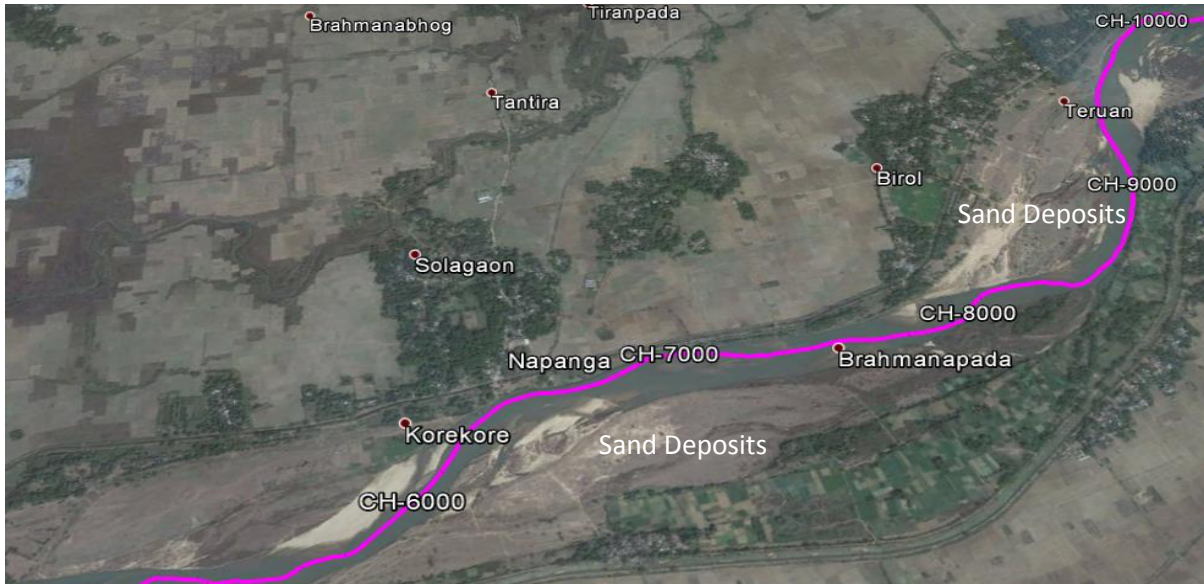 Tiranpada
Brahmanabhog
CH-10000
Tantira
Teruan
Birol
CH-9000
Sand Deposits
Solagaon
CH-8000
Napanga
CH-7000
Brahmanapada
Korekore
Sand Deposits
CH-6000